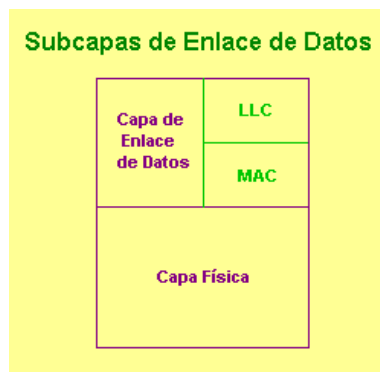 Subcapas de Enlace de Datos
Capa de
Enlace
de Datos
LLC
MAC
Capa Física